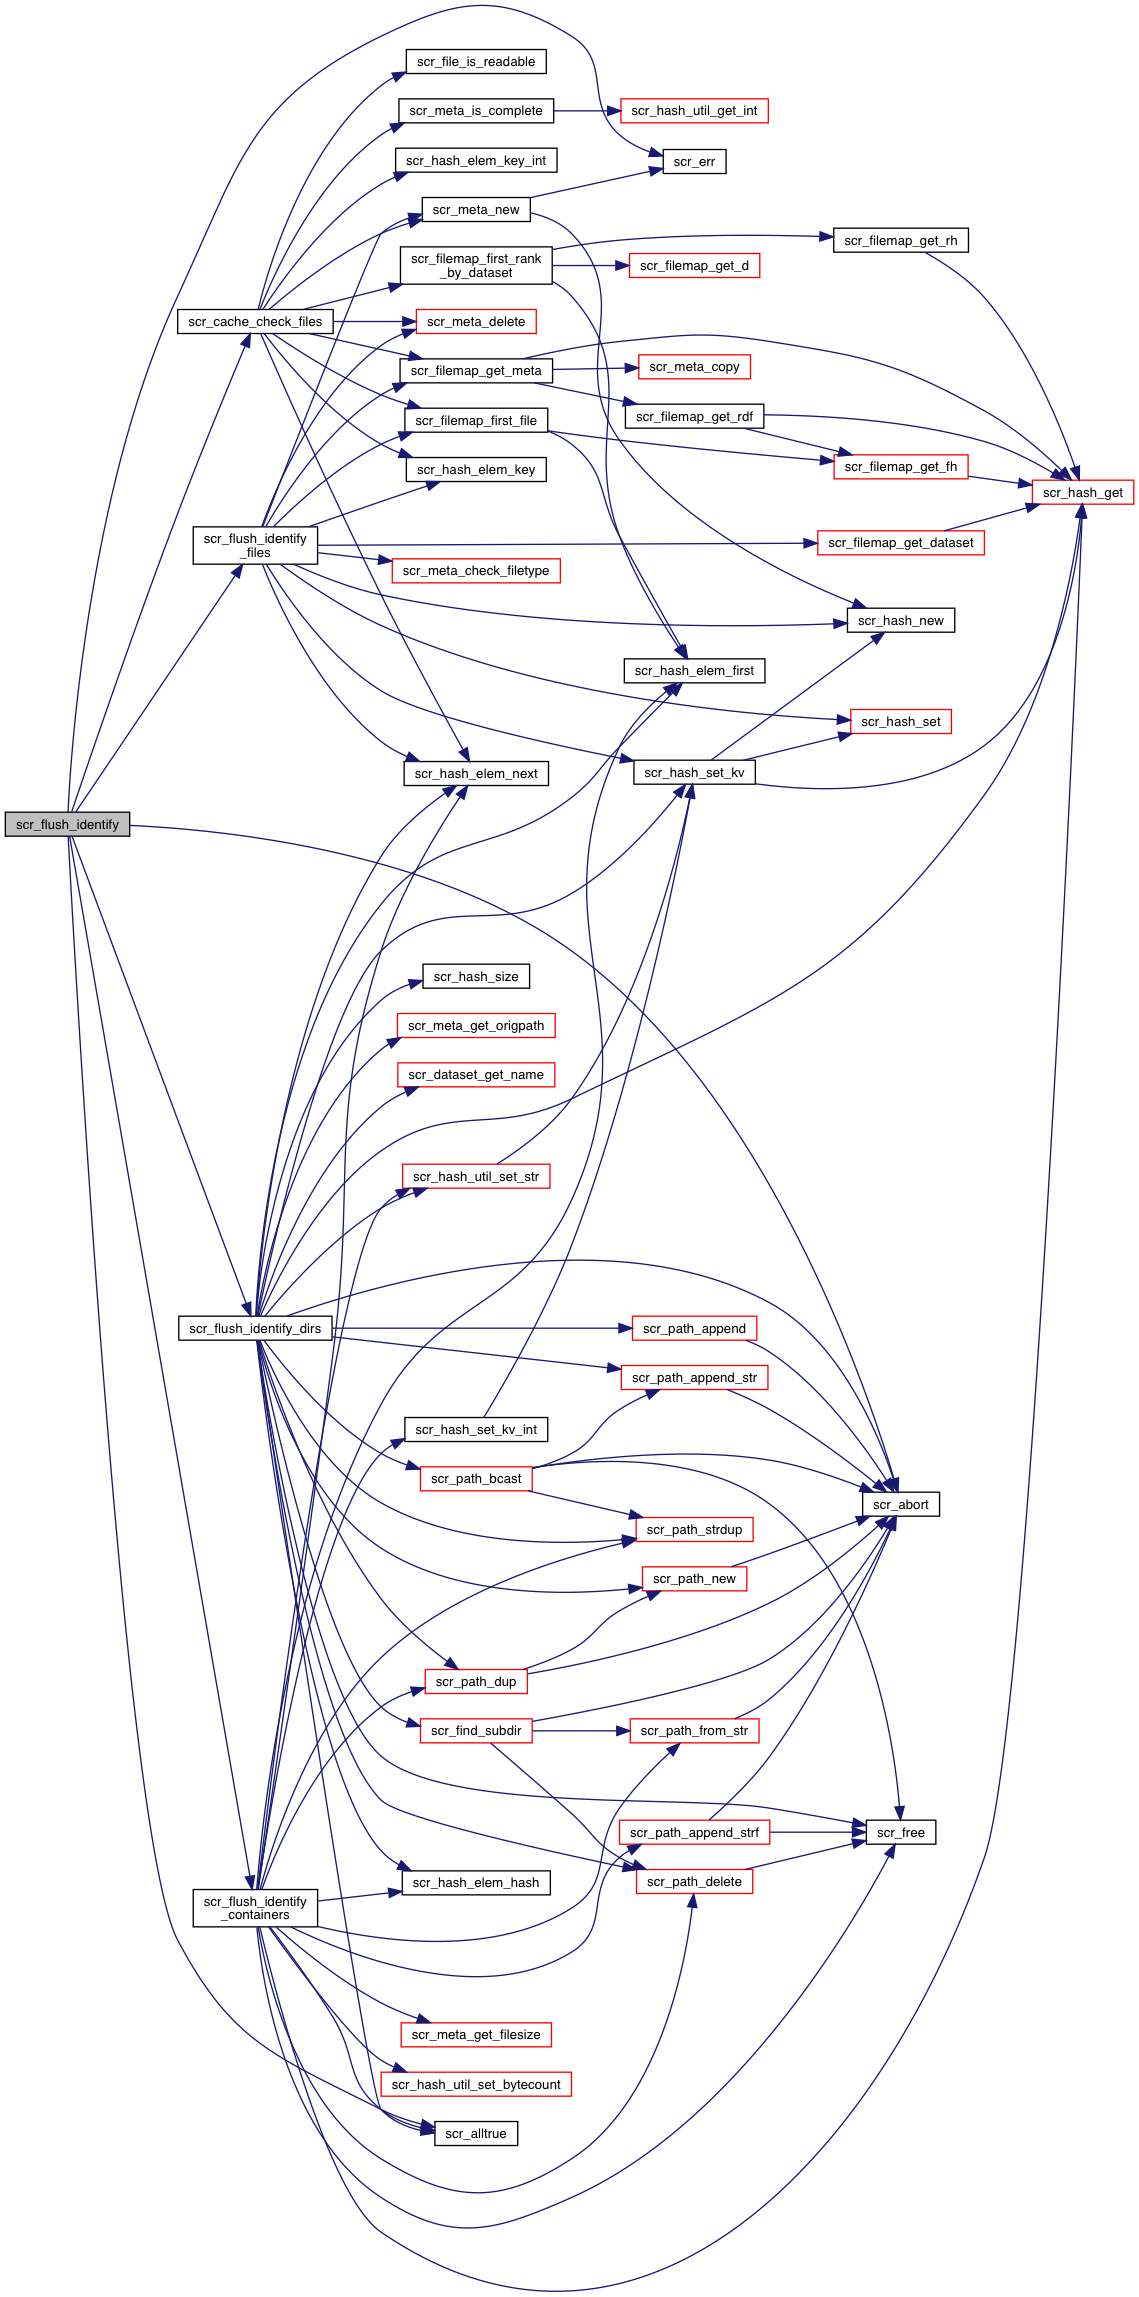 scr_file_is_readable
scr_meta_is_complete
scr_hash_util_get_int
scr_hash_elem_key_int
scr_err
scr_meta_new
scr_filemap_get_rh
scr_filemap_first_rank
_by_dataset
scr_filemap_get_d
scr_cache_check_files
scr_meta_delete
scr_filemap_get_meta
scr_meta_copy
scr_filemap_first_file
scr_filemap_get_rdf
scr_hash_elem_key
scr_filemap_get_fh
scr_hash_get
scr_flush_identify
_files
scr_filemap_get_dataset
scr_meta_check_filetype
scr_hash_new
scr_hash_elem_first
scr_hash_set
scr_hash_elem_next
scr_hash_set_kv
scr_flush_identify
scr_hash_size
scr_meta_get_origpath
scr_dataset_get_name
scr_hash_util_set_str
scr_flush_identify_dirs
scr_path_append
scr_path_append_str
scr_hash_set_kv_int
scr_path_bcast
scr_abort
scr_path_strdup
scr_path_new
scr_path_dup
scr_find_subdir
scr_path_from_str
scr_path_append_strf
scr_free
scr_path_delete
scr_hash_elem_hash
scr_flush_identify
_containers
scr_meta_get_filesize
scr_hash_util_set_bytecount
scr_alltrue